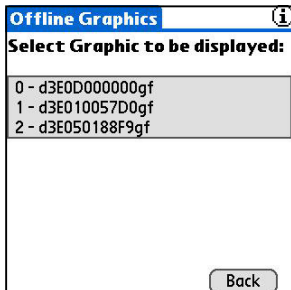 Offline Graphics i
Select Graphic to be displayed:
0 - d3E0D000000gf
1 - d3E010057D0gf
2 - d3E050188F9gf
Back